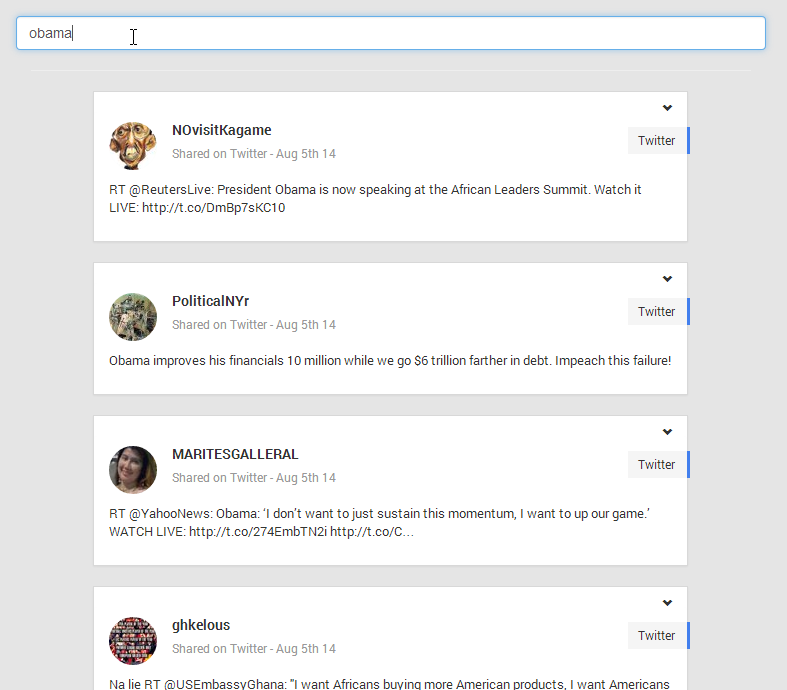 obama
NOvisitKagame
Shared on Twitter - Aug 5th 14
Twitter
RT @ReutersLive: President Obama is now speaking at the African Leaders Summit. Watch it
LIVE: http://t.co/DmBp7sKC10
PoliticalNYr
Shared on Twitter - Aug 5th 14
Twitter
Obama improves his financials 10 million while we go $6 trillion farther in debt. Impeach this failure!
MARITESGALLERAL
Shared on Twitter - Aug 5th 14
Twitter
RT @YahooNews: Obama: ‘I don’t want to just sustain this momentum, I want to up our game.’
WATCH LIVE: http://t.co/274EmbTN2i http://t.co/C…
ghkelous
Shared on Twitter - Aug 5th 14
Twitter
Na lie RT @USEmbassyGhana: "I want Africans buying more American products, I want Americans